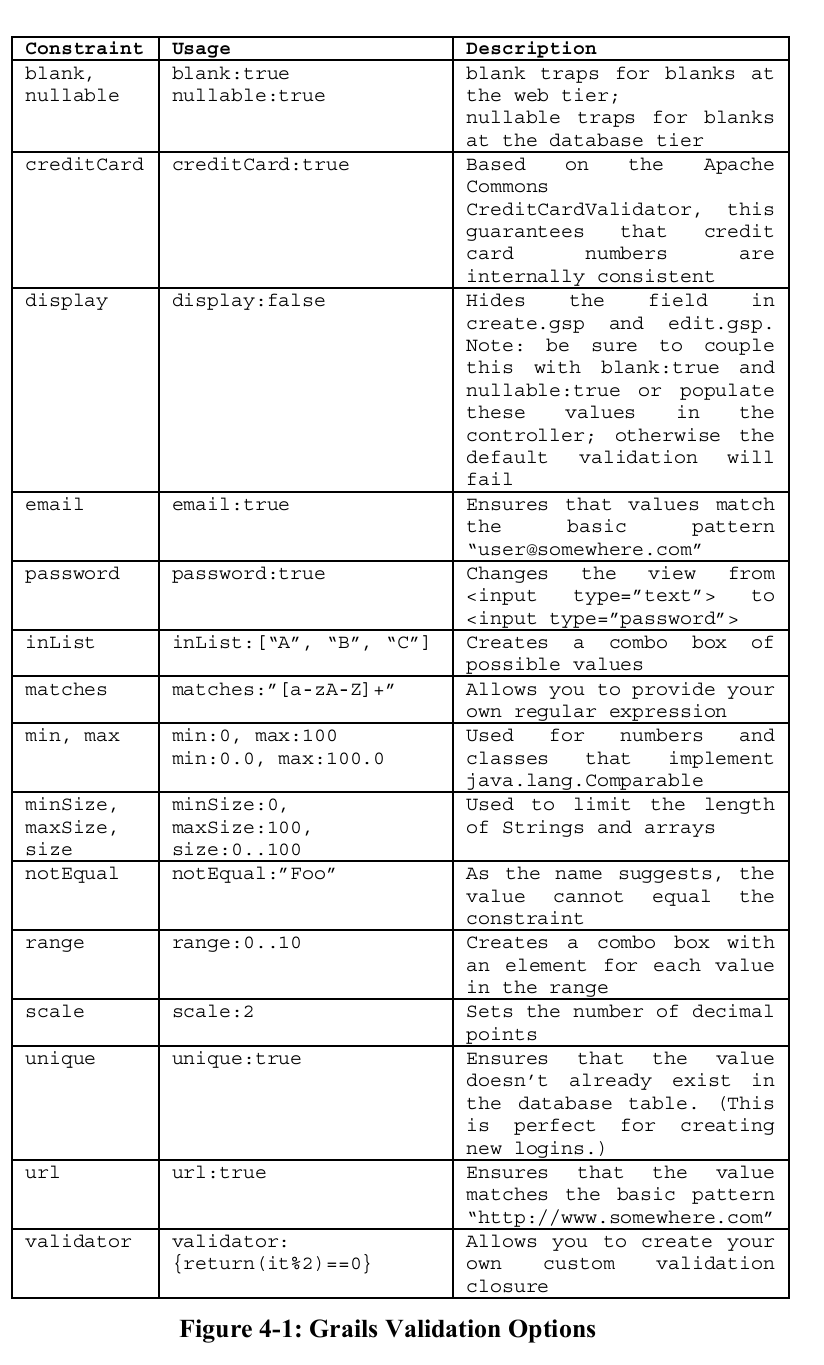 Constraint Usage Description
blank, blank:true blank traps for blanks at
nullable nullable:true the web tier;
nullable traps for blanks
at the database tier
creditCard creditCard:true Based on the Apache
Commons
CreditCardValidator, this
guarantees that credit
card numbers are
internally consistent
display display:false Hides the field in
create.gsp and edit.gsp.
Note: be sure to couple
this with blank:true and
nullable:true or populate
these values in the
controller; otherwise the
default validation will
fail
email email:true Ensures that values match
the basic pattern
“user@somewhere.com”
password password:true Changes the view from
<input type=”text”> to
<input type=”password”>
inList inList:[“A”, “B”, “C”] Creates a combo box of
possible values
matches matches:”[a-zA-Z]+” Allows you to provide your
own regular expression
min, max min:0, max:100 Used for numbers and
min:0.0, max:100.0 classes that implement
java.lang.Comparable
minSize, minSize:0, Used to limit the length
maxSize, maxSize:100, of Strings and arrays
size size:0..100
notEqual notEqual:”Foo” As the name suggests, the
value cannot equal the
constraint
range range:0..10 Creates a combo box with
an element for each value
in the range
scale scale:2 Sets the number of decimal
points
unique unique:true Ensures that the value
doesn’t already exist in
the database table. (This
is perfect for creating
new logins.)
url url:true Ensures that the value
matches the basic pattern
“http://www.somewhere.com”
validator validator: Allows you to create your
{return(it%2)==0} own custom validation
closure
Figure 4-1: Grails Validation Options